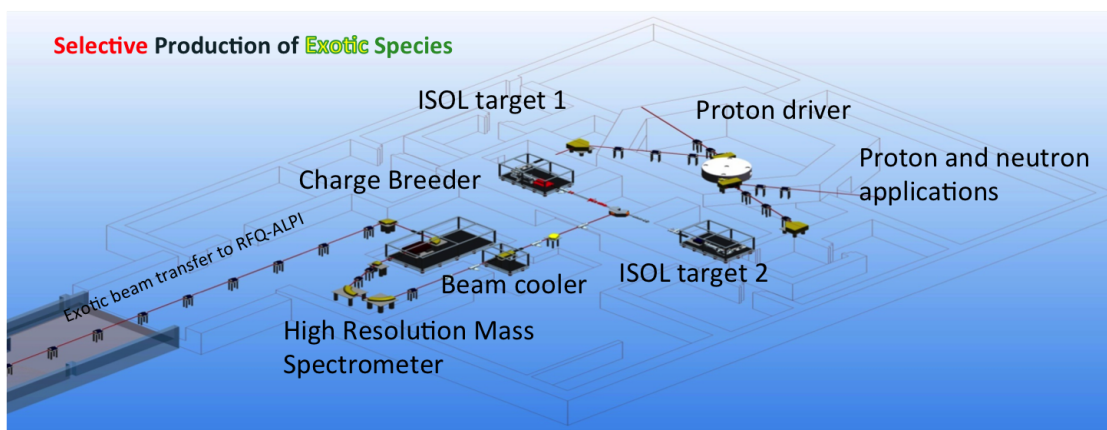 Selective Production of Exotic Species
ISOL target 1
Proton driver
Proton and neutron
applications
Charge Breeder
Exotic beam transfer to RFQ-ALPI
Beam cooler
ISOL target 2
High Resolution Mass
Spectrometer